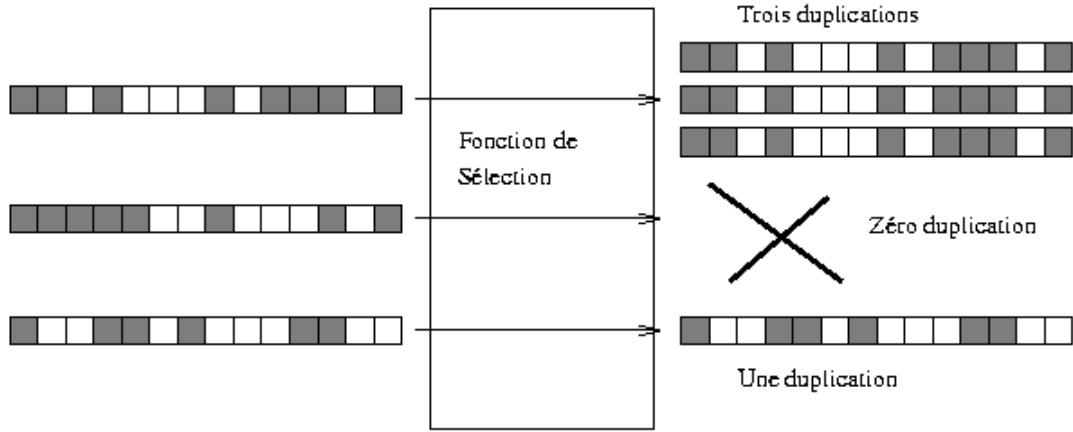 Trois duplications
Fonction de
Sélection
Zéro duplication
Une duplication